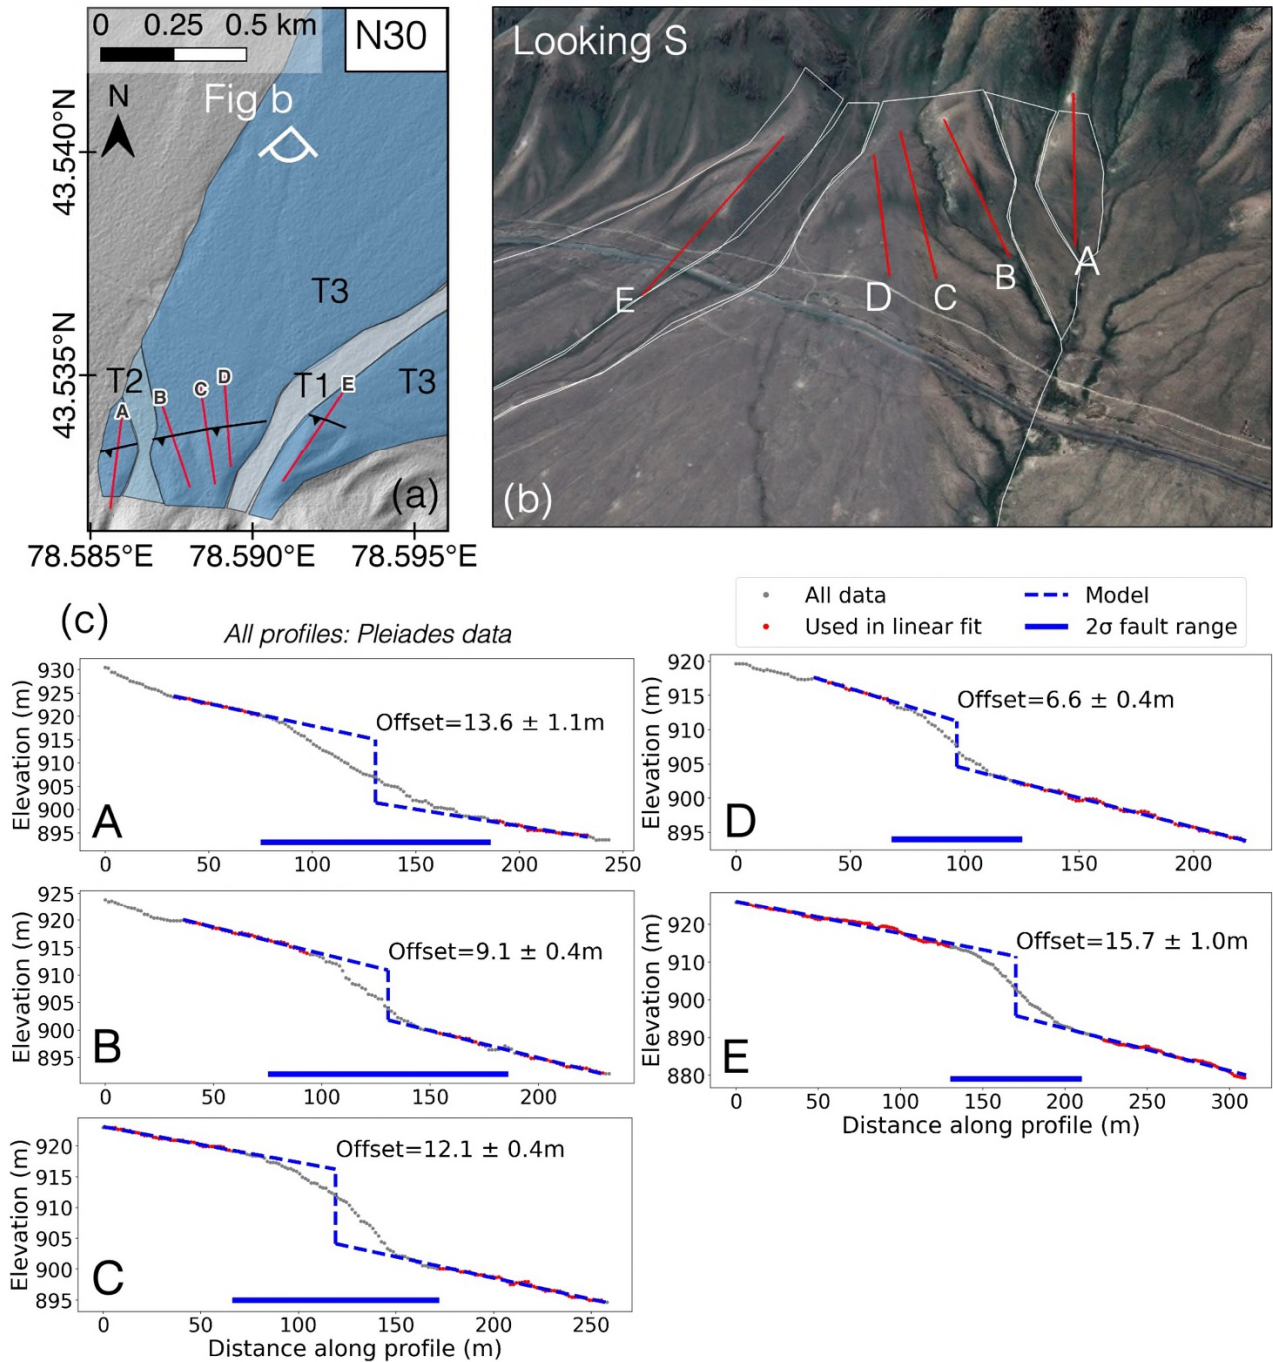 0 0.25 0.5 km
N30
N
Fig b
43.540°N
43.535°N
T3
T2
T1
T3
A
B
C
D
E
(a)
78.585°E 78.590°E 78.595°E
Looking S
E
D
C
B
A
(b)
(c)
All profiles: Pleiades data
All data
Used in linear fit
Model
2σ fault range
Elevation (m)
930
925
920
915
910
905
900
895
Offset=13.6 ± 1.1m
A
0 50 100 150 200 250
Elevation (m)
925
920
915
910
905
900
895
Offset=9.1 ± 0.4m
B
0 50 100 150 200
Elevation (m)
920
915
910
905
900
895
Offset=12.1 ± 0.4m
C
0 50 100 150 200 250
Distance along profile (m)
Elevation (m)
920
915
910
905
900
895
Offset=6.6 ± 0.4m
D
0 50 100 150 200
Elevation (m)
920
910
900
890
880
Offset=15.7 ± 1.0m
E
0 50 100 150 200 250 300
Distance along profile (m)